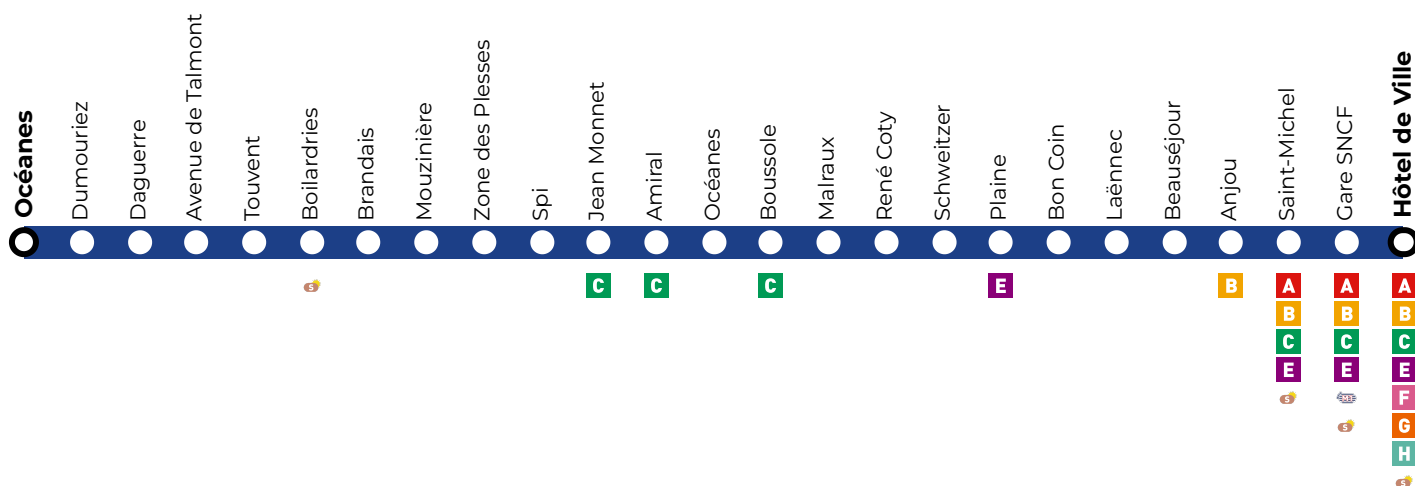 Océanes
Dumouriez
Daguerre
Avenue de Talmont
Touvent
Boilardries
Brandais
Mouzinière
Zone des Plesses
Spi
Jean Monnet
Amiral
Océanes
Boussole
Malraux
René Coty
Schweitzer
Plaine
Bon Coin
Laënnec
Beauséjour
Anjou
Saint-Michel
Gare SNCF
Hôtel de Ville
S
C
C
C
E
B
A
B
C
E
S
A
B
C
E
S
A
B
C
E
F
G
H
S